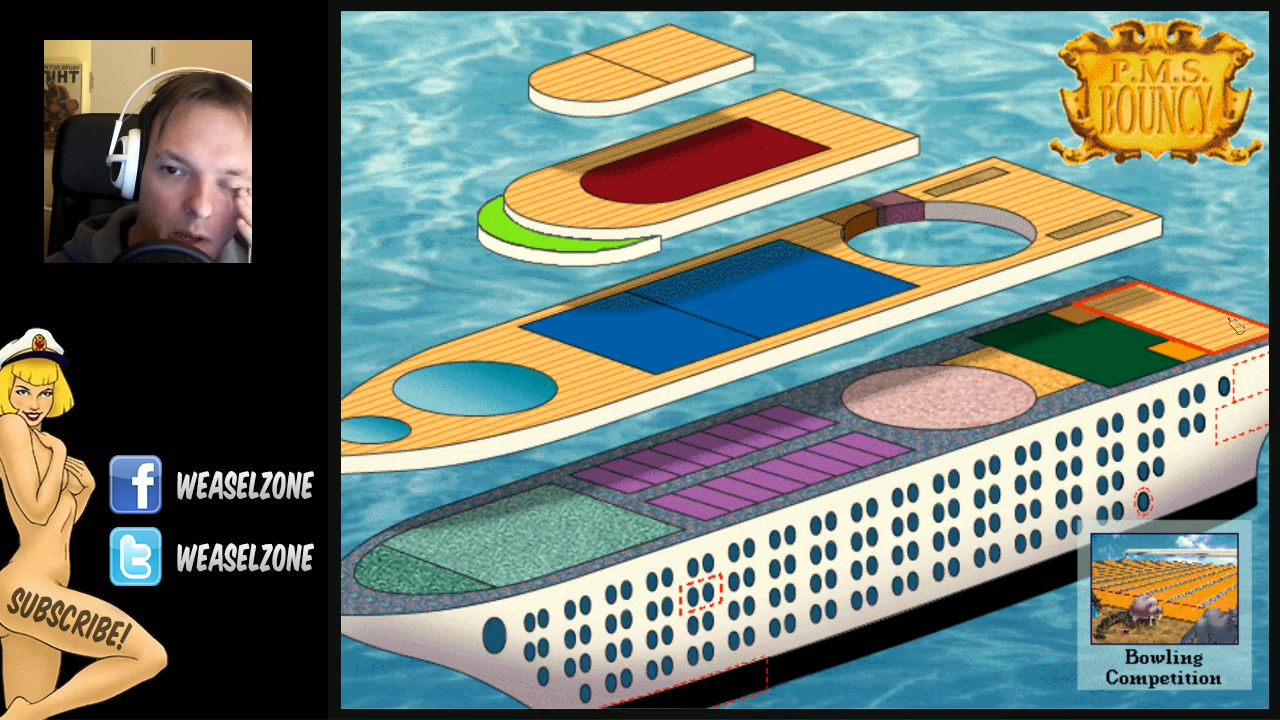 P.M.S.
BOUNCY
WEASELZONE
WEASELZONE
SUBSCRIBE!
Bowling
Competition